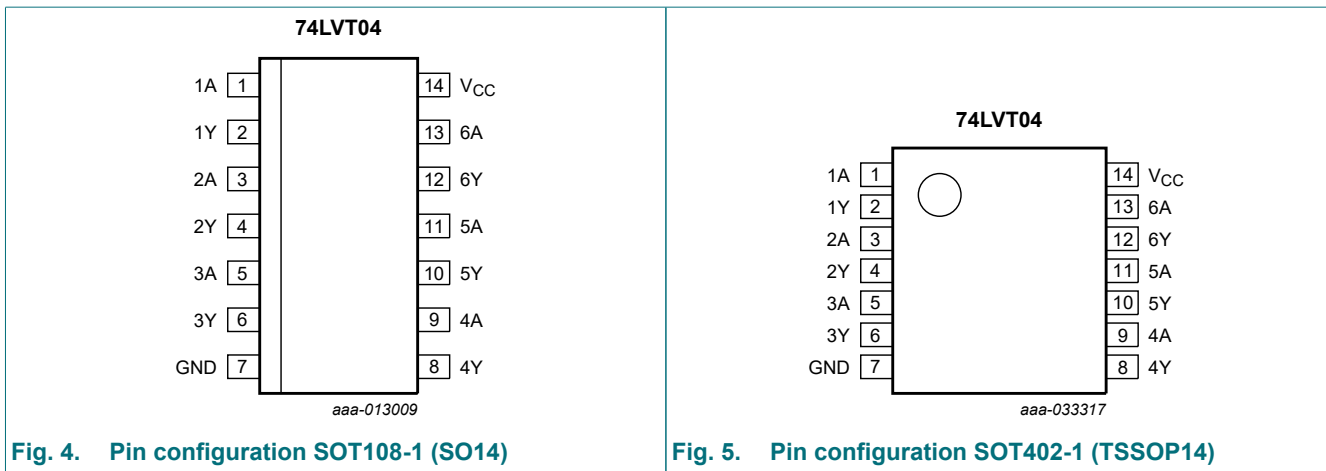 74LVT04
1A 1 14 VCC
1Y 2 13 6A
2A 3 12 6Y
2Y 4 11 5A
3A 5 10 5Y
3Y 6 9 4A
GND 7 8 4Y
aaa-013009
Fig. 4. Pin configuration SOT108-1 (SO14)
74LVT04
1A 1 14 VCC
1Y 2 13 6A
2A 3 12 6Y
2Y 4 11 5A
3A 5 10 5Y
3Y 6 9 4A
GND 7 8 4Y
aaa-033317
Fig. 5. Pin configuration SOT402-1 (TSSOP14)